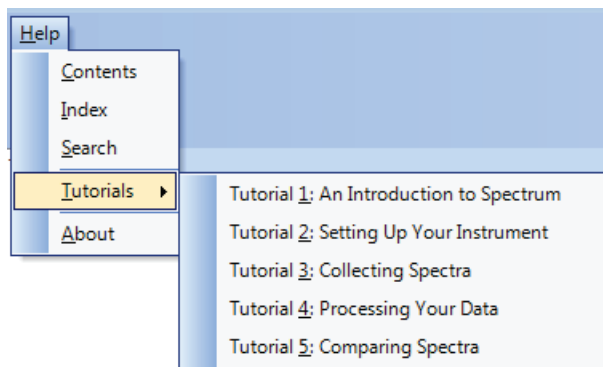 Help
Contents
Index
Search
Tutorials
About
Tutorial 1: An Introduction to Spectrum
Tutorial 2: Setting Up Your Instrument
Tutorial 3: Collecting Spectra
Tutorial 4: Processing Your Data
Tutorial 5: Comparing Spectra